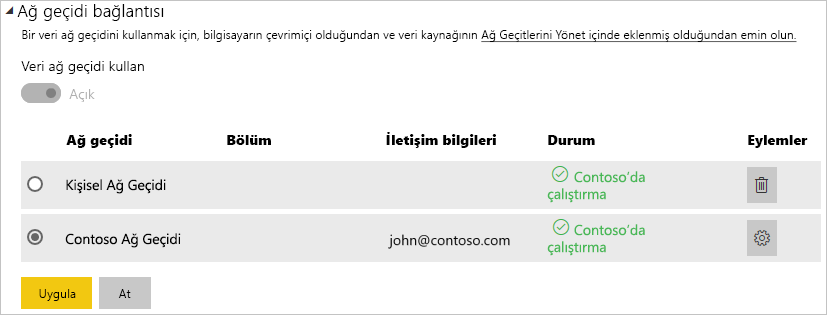 Ağ geçidi bağlantısı
Bir veri ağ geçidini kullanmak için, bilgisayarın çevrimiçi olduğundan ve veri kaynağının Ağ Geçitlerini Yönet içinde eklenmiş olduğundan emin olun.
Veri ağ geçidi kullan
Açık
Ağ geçidi Bölüm İletişim bilgileri Durum Eylemler
Kişisel Ağ Geçidi Contoso'da
çalıştırma
Contoso Ağ Geçidi john@contoso.com Contoso'da
çalıştırma
Uygula At